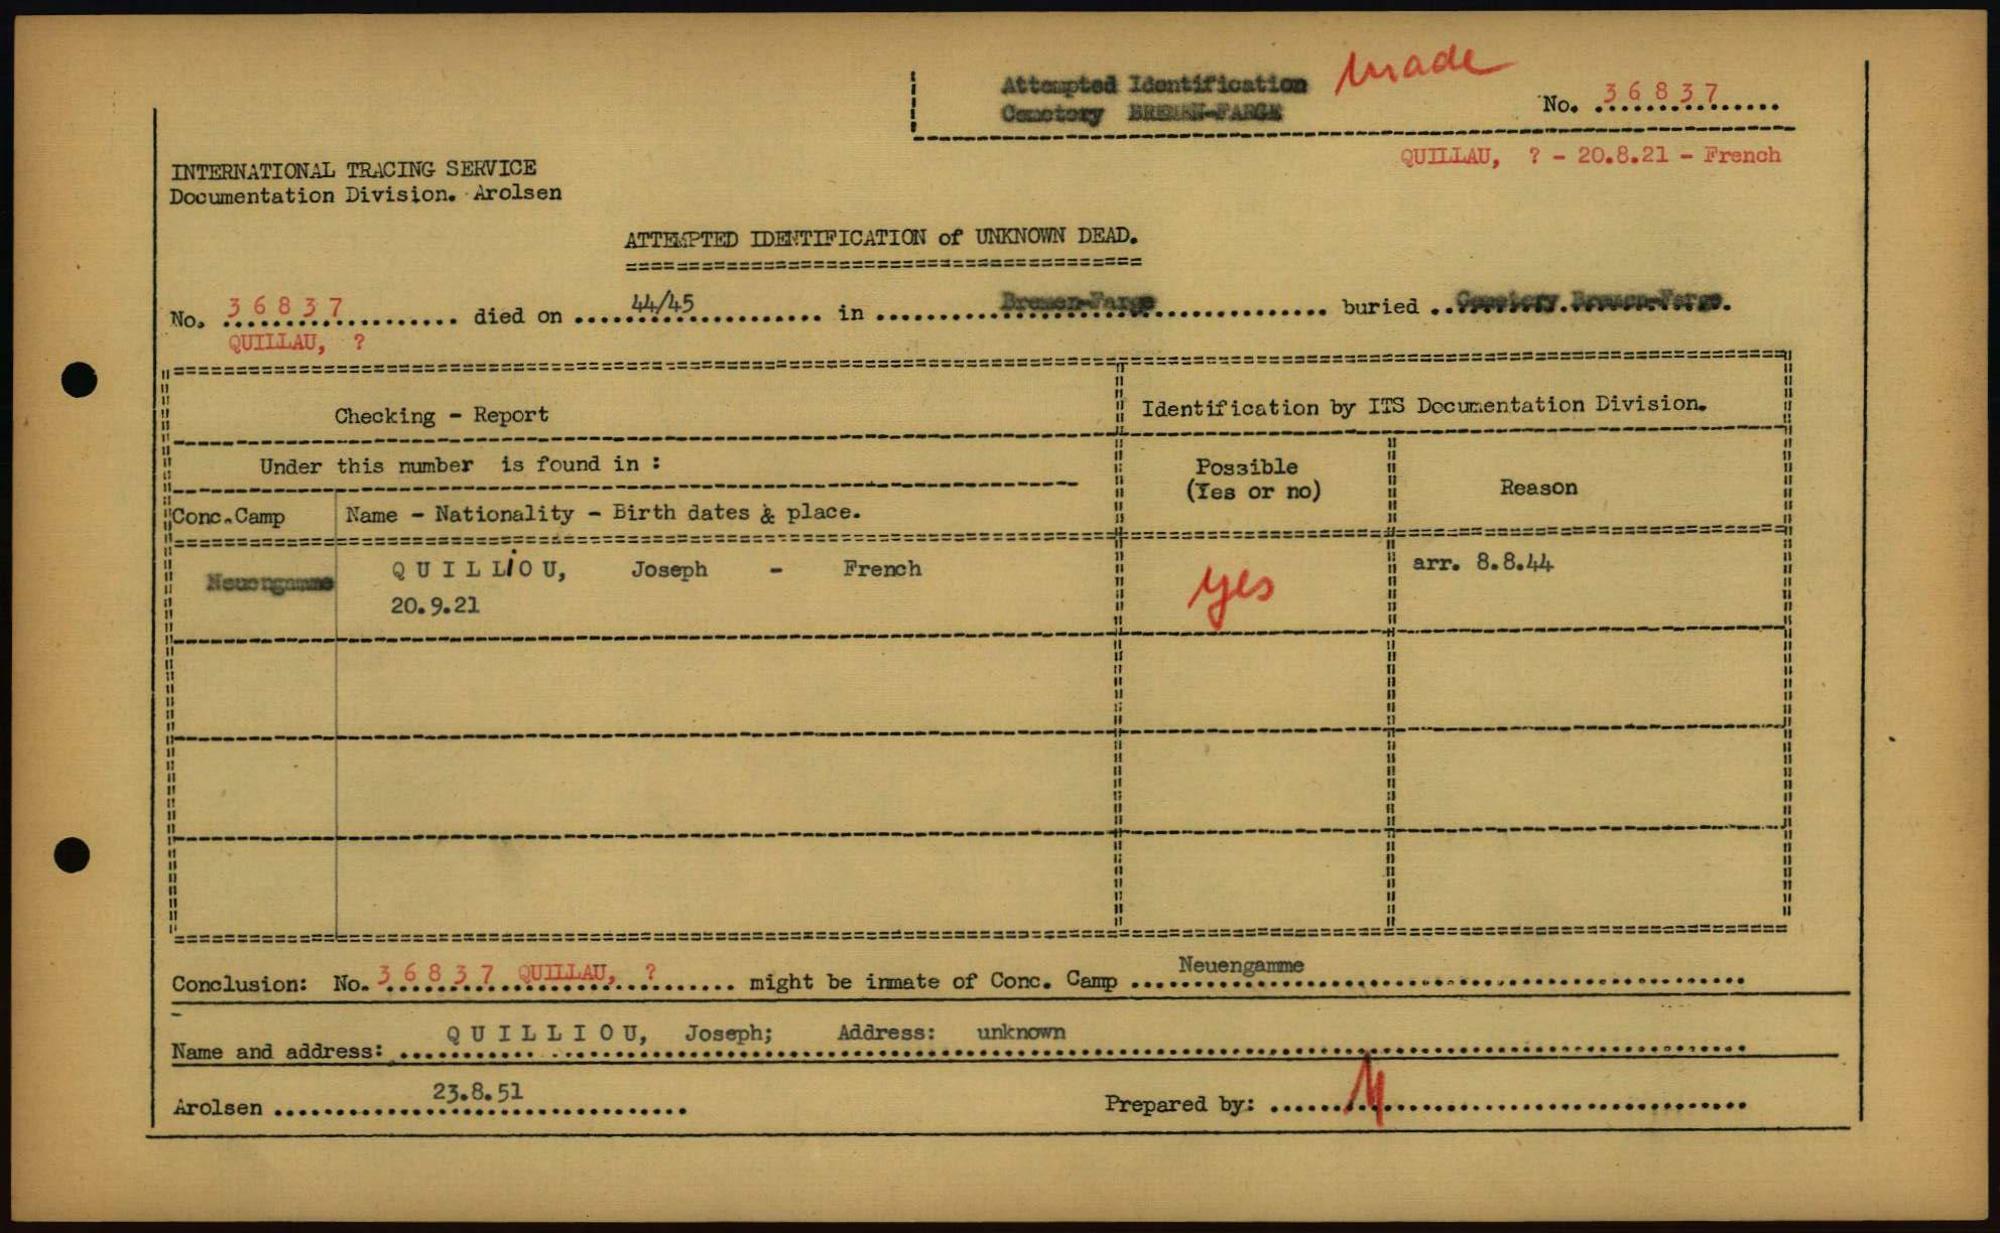 Attempted Identification made
Cemetery BREMEN-FARGE
No. 36837
QUILLAU, ? - 20.8.21 - French
INTERNATIONAL TRACING SERVICE
Documentation Division. Arolsen
ATTEMPTED IDENTIFICATION of UNKNOWN DEAD.
No. 36837 died on 44/45 in Bremen-Farge buried Cemetery Bremen-Farge.
QUILLAU, ?
Checking - Report
Identification by ITS Documentation Division.
Under this number is found in :
Possible
(Yes or no)
Reason
Conc. Camp
Name - Nationality - Birth dates & place.
Neuengamme
QUILLIOU, Joseph - French
20.9.21
yes
arr. 8.8.44
Conclusion: No. 36837 QUILLAU, ? might be inmate of Conc. Camp Neuengamme
Name and address: QUILLIOU, Joseph; Address: unknown
Arolsen 23.8.51
Prepared by: